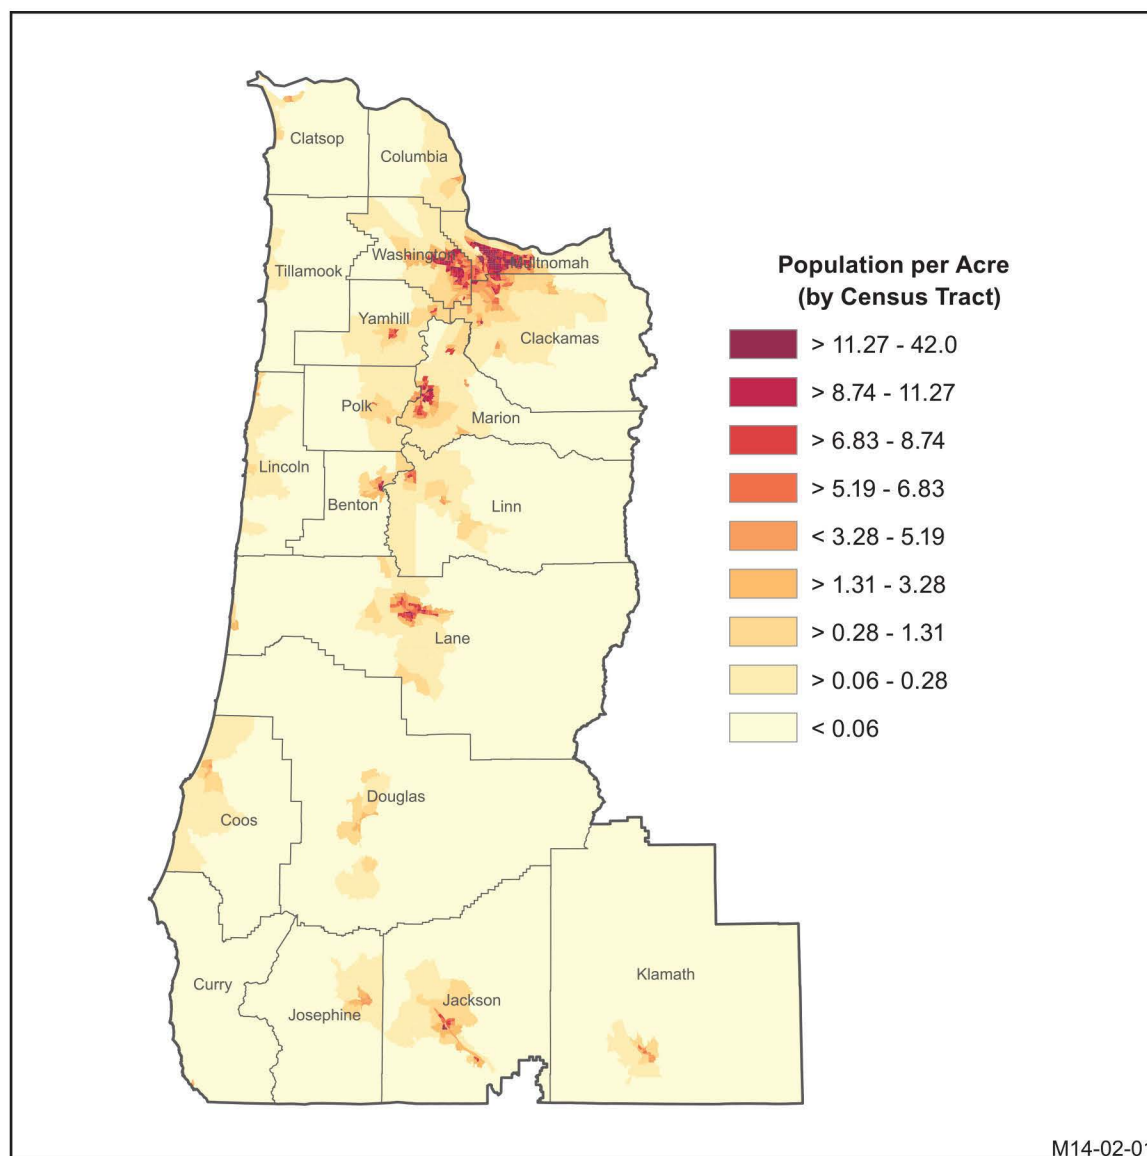 Clatsop
Columbia
Washington
Multnomah
Tillamook
Yamhill
Clackamas
Polk
Marion
Lincoln
Benton
Linn
Lane
Douglas
Coos
Curry
Josephine
Jackson
Klamath
Population per Acre
(by Census Tract)
> 11.27 - 42.0
> 8.74 - 11.27
> 6.83 - 8.74
> 5.19 - 6.83
< 3.28 - 5.19
> 1.31 - 3.28
> 0.28 - 1.31
> 0.06 - 0.28
< 0.06
M14-02-01